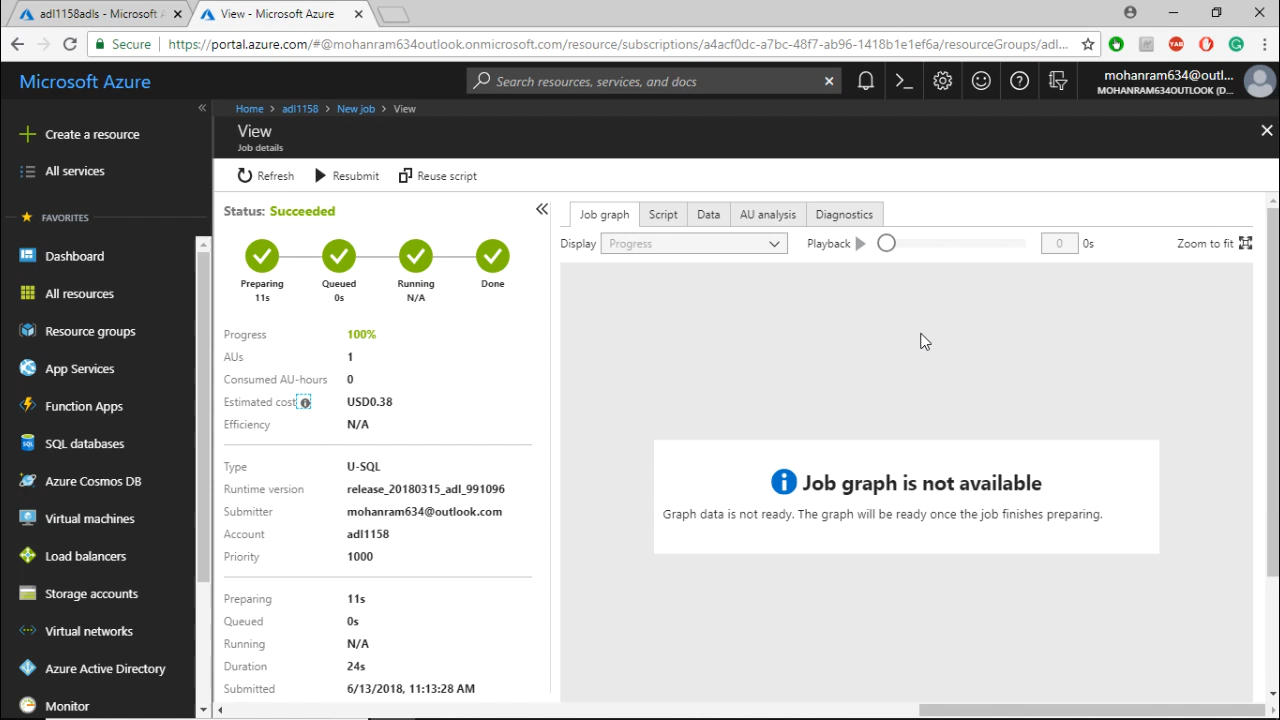 adl1158adls - Microsoft A
View - Microsoft Azure
Secure
https://portal.azure.com/#@mohanram634outlook.onmicrosoft.com/resource/subscriptions/a4acf0dc-a7bc-48f7-ab96-1418b1e1ef6a/resourceGroups/adl...
Microsoft Azure
Search resources, services, and docs
mohanram634@outl...
MOHANRAM634OUTLOOK (D...
Home > adl1158 > New job > View
View
Job details
Create a resource
All services
FAVORITES
Dashboard
All resources
Resource groups
App Services
Function Apps
SQL databases
Azure Cosmos DB
Virtual machines
Load balancers
Storage accounts
Virtual networks
Azure Active Directory
Monitor
Refresh Resubmit Reuse script
Status: Succeeded
Preparing Queued Running Done
11s 0s N/A
Progress 100%
AUs 1
Consumed AU-hours 0
Estimated cost USD0.38
Efficiency N/A
Type U-SQL
Runtime version release_20180315_adl_991096
Submitter mohanram634@outlook.com
Account adl1158
Priority 1000
Preparing 11s
Queued 0s
Running N/A
Duration 24s
Submitted 6/13/2018, 11:13:28 AM
Job graph Script Data AU analysis Diagnostics
Display Progress Playback 0 0s Zoom to fit
Job graph is not available
Graph data is not ready. The graph will be ready once the job finishes preparing.